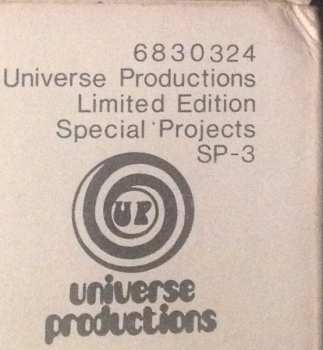 6830324
Universe Productions
Limited Edition
Special Projects
SP-3
UP
universe
productions